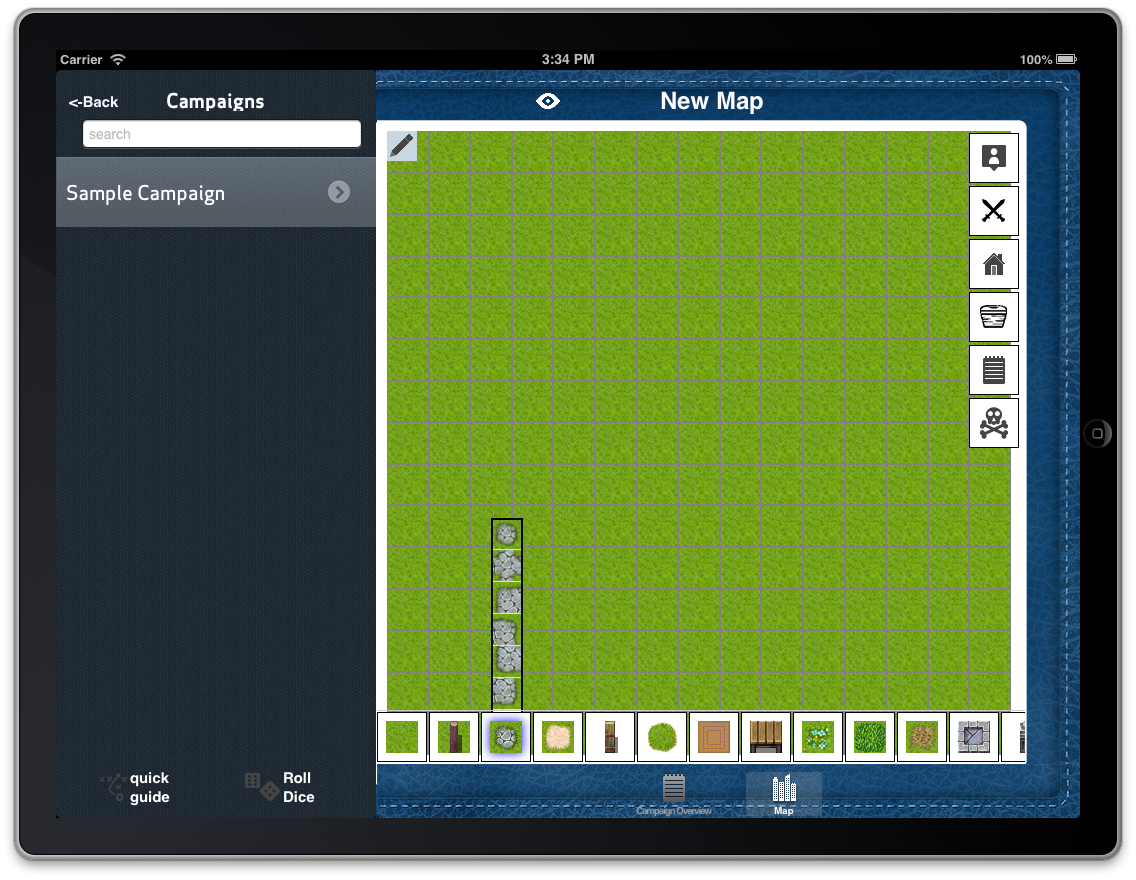 Carrier
3:34 PM
100%
<-Back
Campaigns
search
Sample Campaign
New Map
quick
guide
Roll
Dice
Campaign Overview
Map